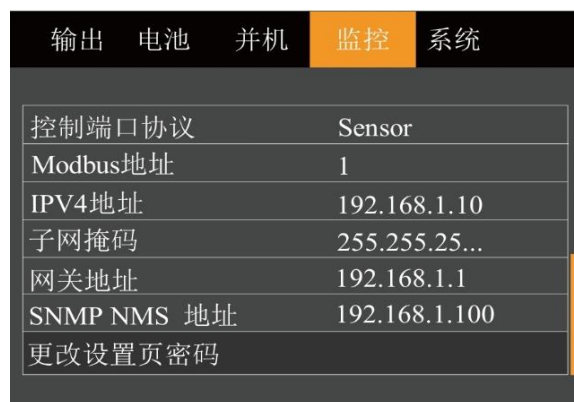 输出 电池 并机 监控 系统
控制端口协议 Sensor
Modbus地址 1
IPV4地址 192.168.1.10
子网掩码 255.255.25...
网关地址 192.168.1.1
SNMP NMS 地址 192.168.1.100
更改设置页密码